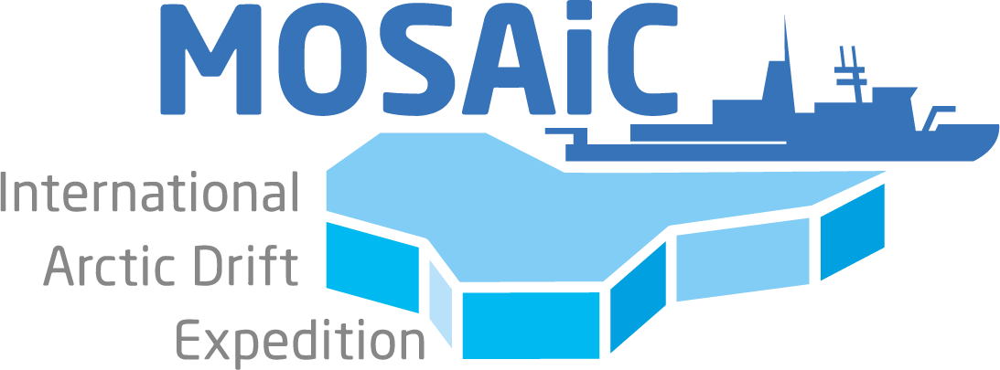 MOSAiC
International
Arctic Drift
Expedition